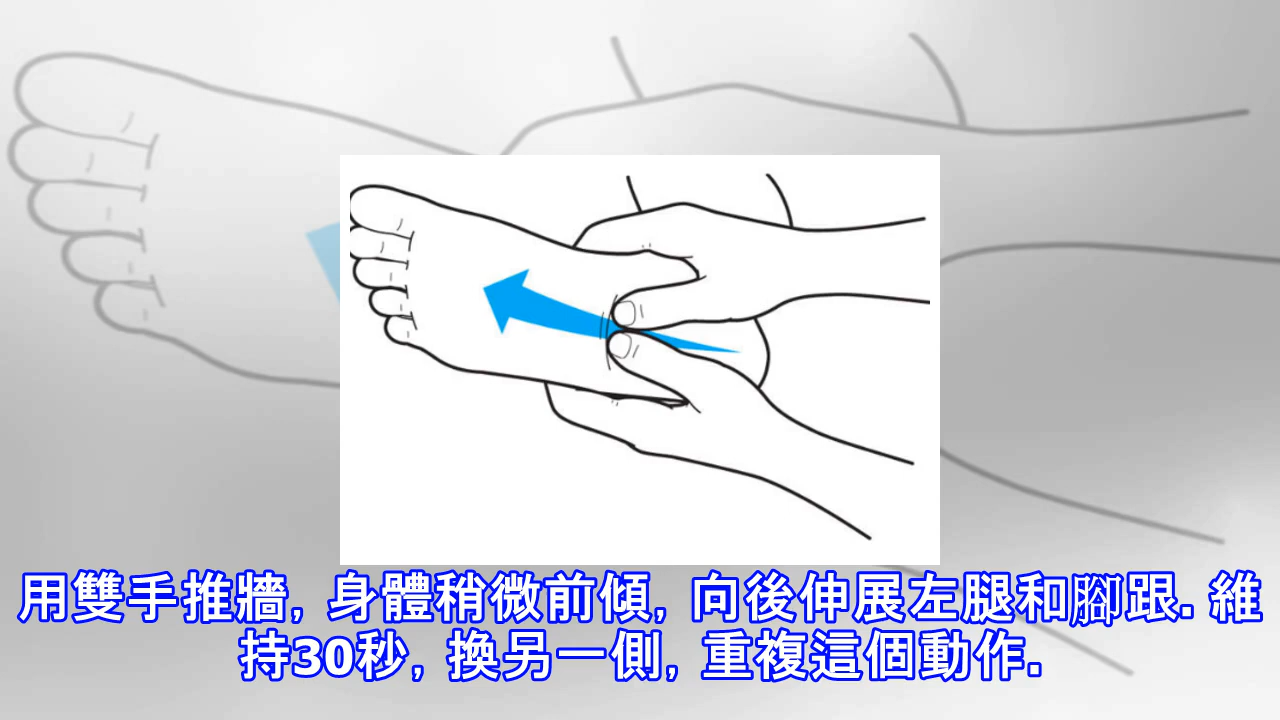 用雙手推牆, 身體稍微前傾, 向後伸展左腿和腳跟. 維
持30秒, 換另一側, 重複這個動作.